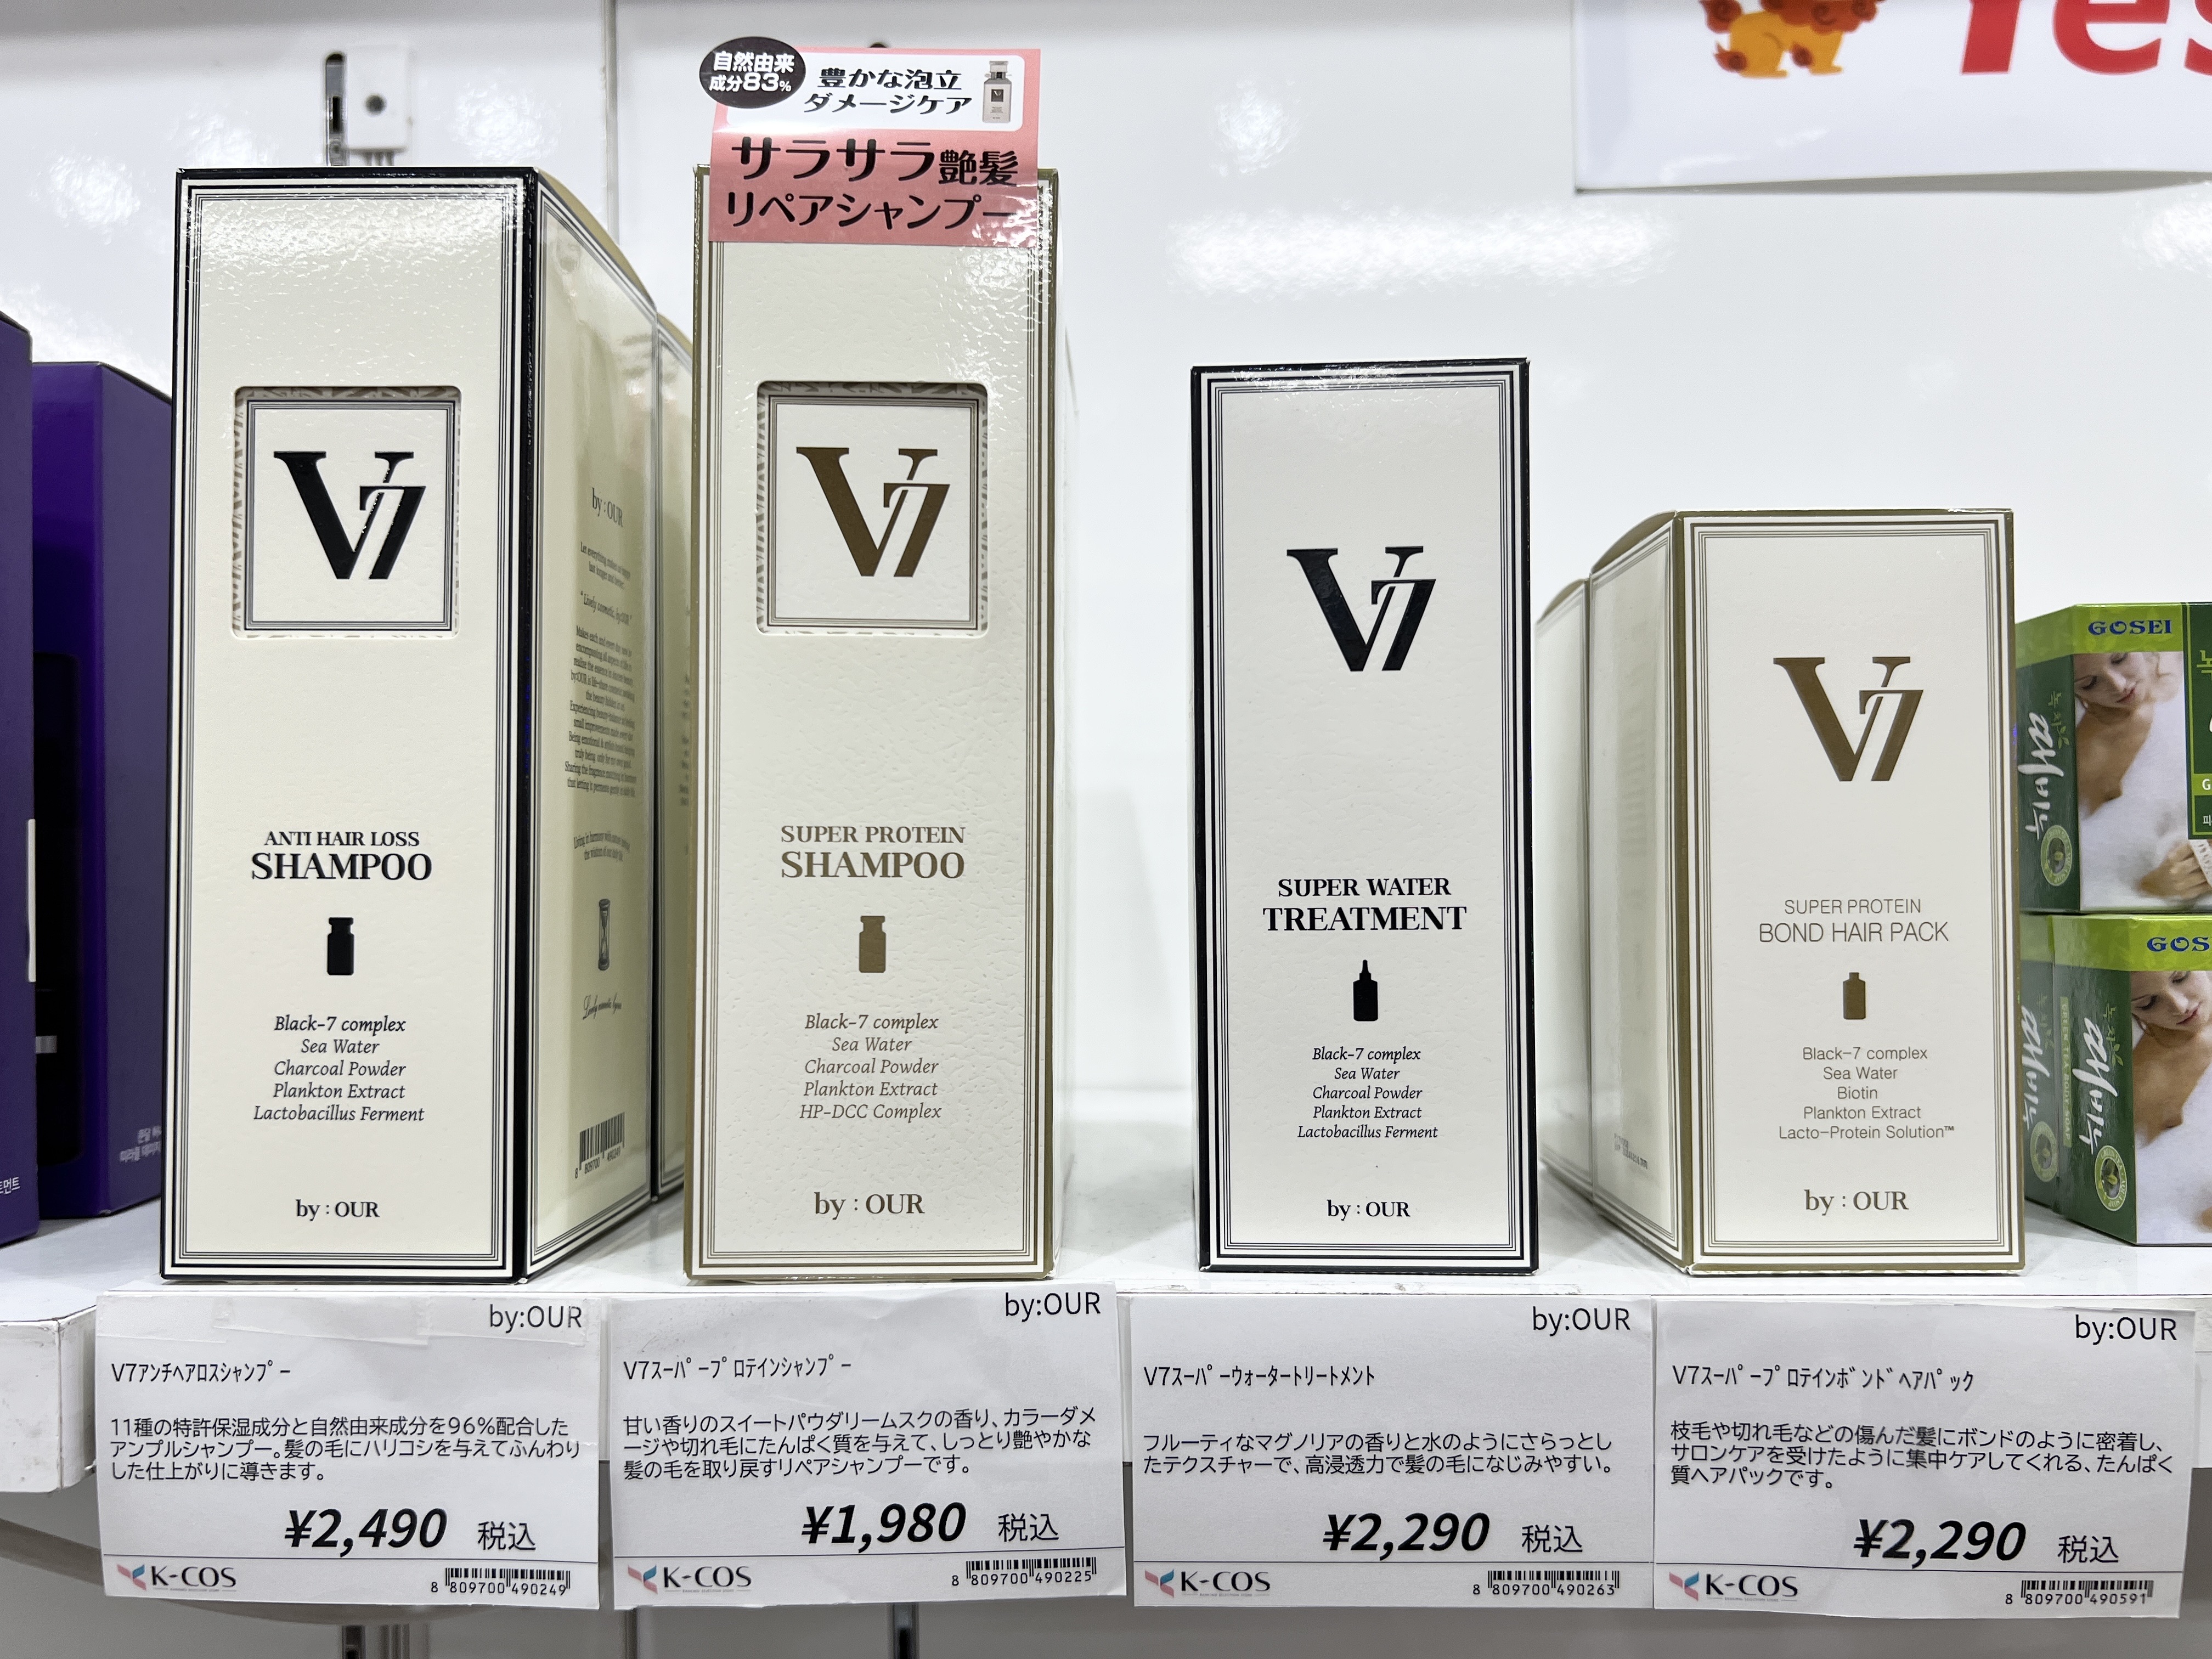 Yes
自然由来
成分83%
豊かな泡立
ダメージケア
サラサラ艶髪
リペアシャンプー
V7
ANTI HAIR LOSS
SHAMPOO
Black-7 complex
Sea Water
Charcoal Powder
Plankton Extract
Lactobacillus Ferment
by : OUR
by : OUR
V7
SUPER PROTEIN
SHAMPOO
Black-7 complex
Sea Water
Charcoal Powder
Plankton Extract
HP-DCC Complex
by : OUR
V7
SUPER WATER
TREATMENT
Black-7 complex
Sea Water
Charcoal Powder
Plankton Extract
Lactobacillus Ferment
by : OUR
V7
SUPER PROTEIN
BOND HAIR PACK
Black-7 complex
Sea Water
Biotin
Plankton Extract
Lacto-Protein Solution™
by : OUR
GOSEI
GOS
by:OUR
V7ｱﾝﾁﾍｱﾛｽｼｬﾝﾌﾟｰ
11種の特許保湿成分と自然由来成分を96%配合した
アンプルシャンプー。髪の毛にハリコシを与えてふんわり
した仕上がりに導きます。
¥2,490 税込
K-COS
8 809700 490249
by:OUR
V7ｽｰﾊﾟｰﾌﾟﾛﾃｲﾝｼｬﾝﾌﾟｰ
甘い香りのスイートパウダリームスクの香り、カラーダメ
ージや切れ毛にたんぱく質を与えて、しっとり艶やかな
髪の毛を取り戻すリペアシャンプーです。
¥1,980 税込
K-COS
8 809700 490225
by:OUR
V7ｽｰﾊﾟｰｳｫｰﾀｰﾄﾘｰﾄﾒﾝﾄ
フルーティなマグノリアの香りと水のようにさらっとし
たテクスチャーで、高浸透力で髪の毛になじみやすい。
¥2,290 税込
K-COS
8 809700 490263
by:OUR
V7ｽｰﾊﾟｰﾌﾟﾛﾃｲﾝﾎﾞﾝﾄﾞﾍｱﾊﾟｯｸ
枝毛や切れ毛などの傷んだ髪にボンドのように密着し、
サロンケアを受けたように集中ケアしてくれる、たんぱく
質ヘアパックです。
¥2,290 税込
K-COS
8 809700 490591